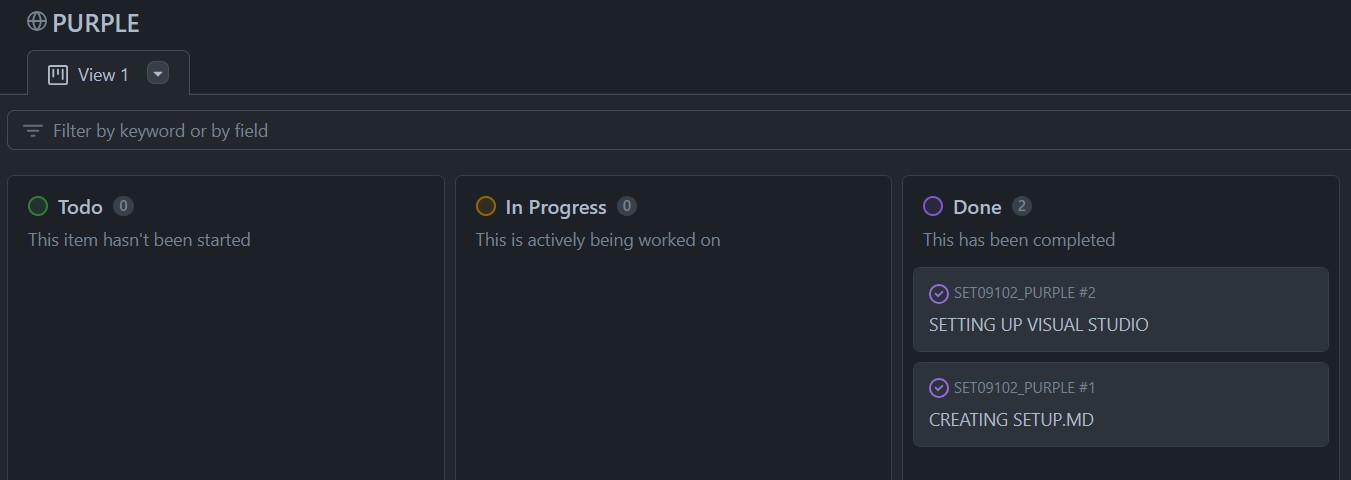 PURPLE
View 1
Filter by keyword or by field
Todo 0
This item hasn't been started
In Progress 0
This is actively being worked on
Done 2
This has been completed
SET09102_PURPLE #2
SETTING UP VISUAL STUDIO
SET09102_PURPLE #1
CREATING SETUP.MD